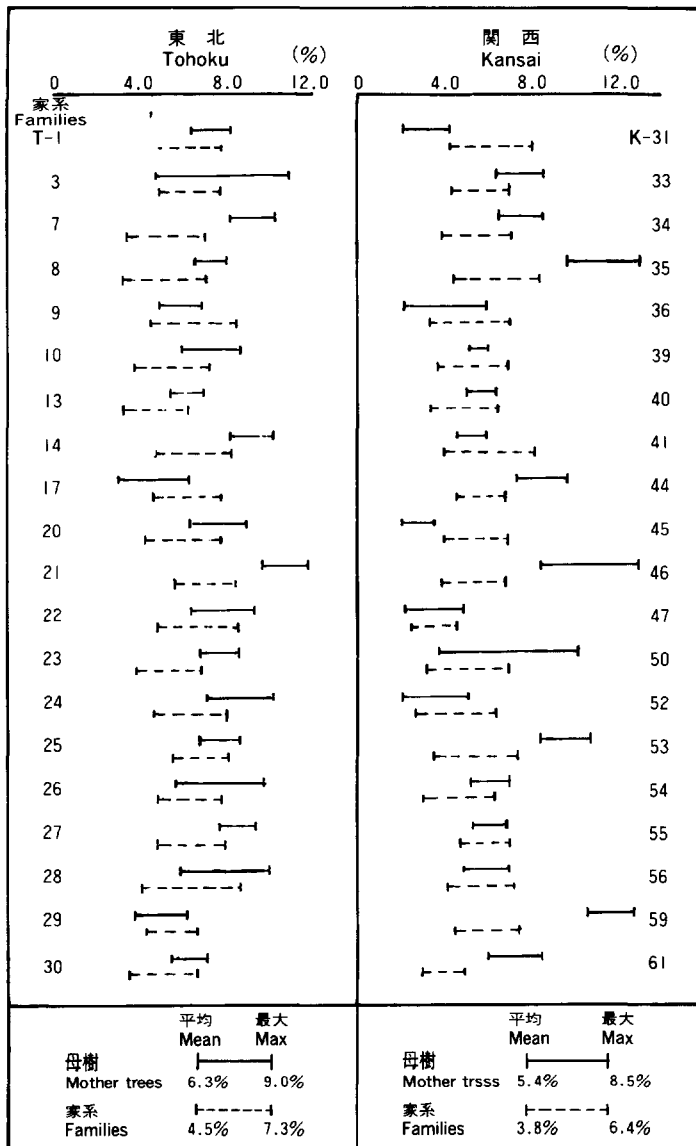 東北 関西
Tohoku (%) Kansai (%)
0 4.0 8.0 12.0 0 4.0 8.0 12.0
家系
Families
T-1 K-31
3 33
7 34
8 35
9 36
10 39
13 40
14 41
17 44
20 45
21 46
22 47
23 50
24 52
25 53
26 54
27 55
28 56
29 59
30 61
平均 最大 平均 最大
Mean Max Mean Max
母樹 母樹
Mother trees 6.3% 9.0% Mother trsss 5.4% 8.5%
家系 家系
Families 4.5% 7.3% Families 3.8% 6.4%